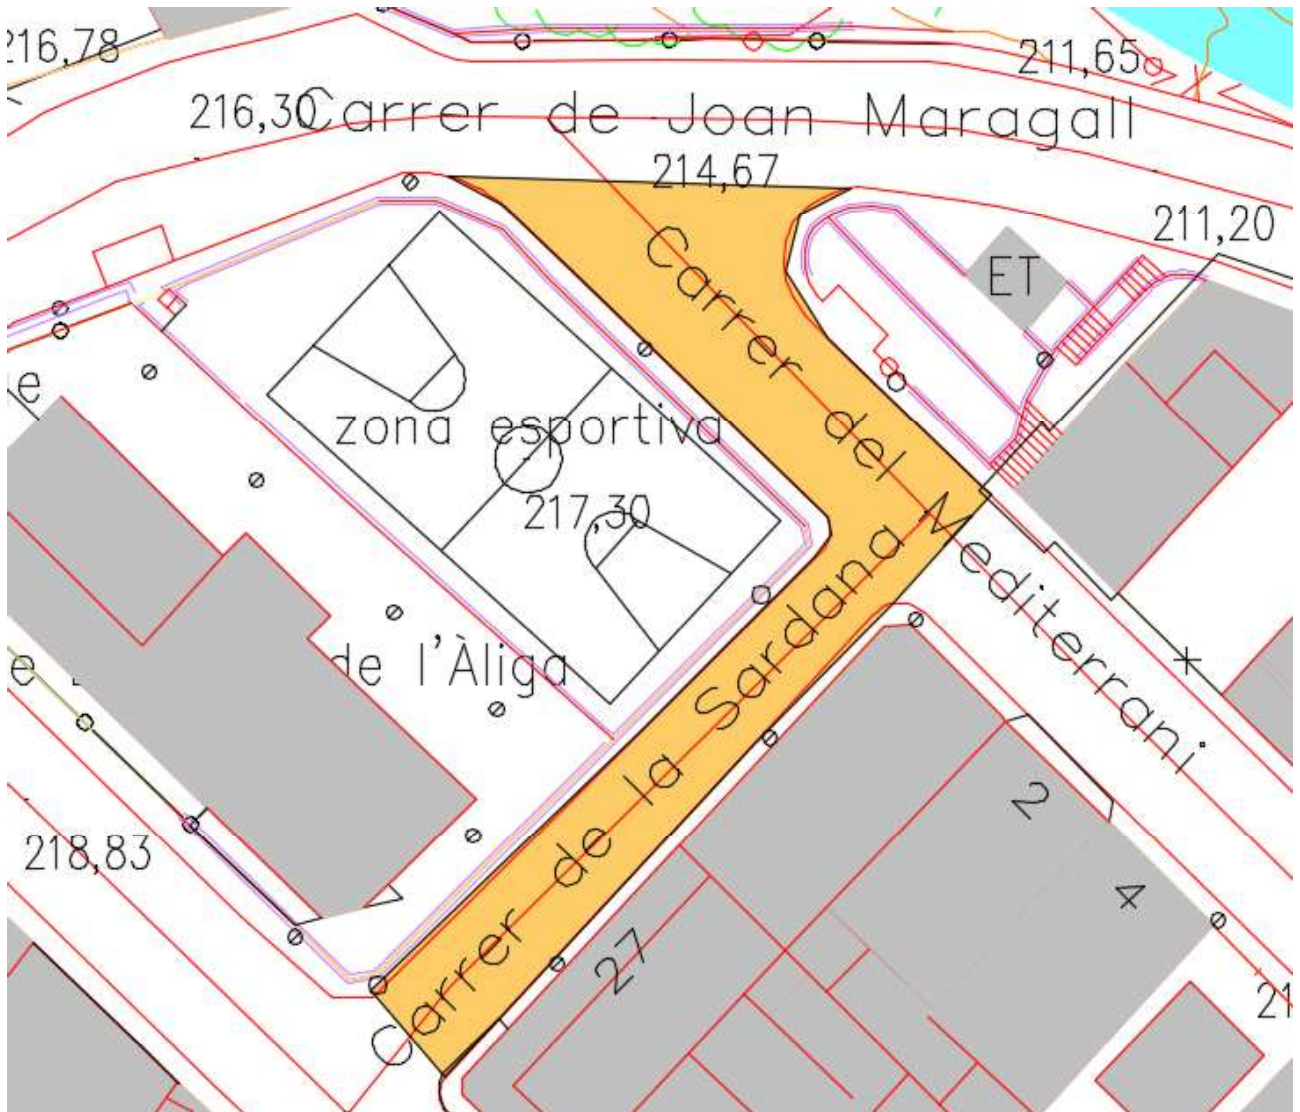 216,78
211,65
216,30
Carrer de Joan Maragall
214,67
211,20
ET
Carrer del Mediterrani
e
zona esportiva
217,30
e
de l'Àliga
Carrer de la Sardana
218,83
2
4
27
21